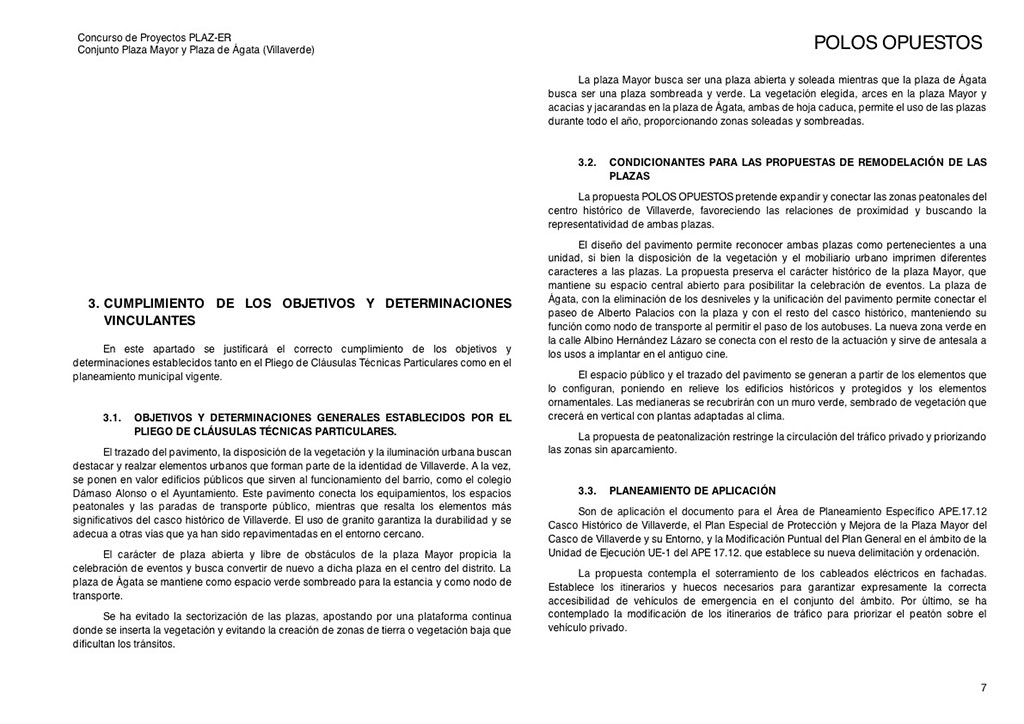 Concurso de Proyectos PLAZ-ER
Conjunto Plaza Mayor y Plaza de Ágata (Villaverde)
POLOS OPUESTOS
3. CUMPLIMIENTO DE LOS OBJETIVOS Y DETERMINACIONES
VINCULANTES
En este apartado se justificará el correcto cumplimiento de los objetivos y
determinaciones establecidos tanto en el Pliego de Cláusulas Técnicas Particulares como en el
planeamiento municipal vigente.
3.1. OBJETIVOS Y DETERMINACIONES GENERALES ESTABLECIDOS POR EL
PLIEGO DE CLÁUSULAS TÉCNICAS PARTICULARES.
El trazado del pavimento, la disposición de la vegetación y la iluminación urbana buscan
destacar y realzar elementos urbanos que forman parte de la identidad de Villaverde. A la vez,
se ponen en valor edificios públicos que sirven al funcionamiento del barrio, como el colegio
Dámaso Alonso o el Ayuntamiento. Este pavimento conecta los equipamientos, los espacios
peatonales y las paradas de transporte público, mientras que resalta los elementos más
significativos del casco histórico de Villaverde. El uso de granito garantiza la durabilidad y se
adecua a otras vías que ya han sido repavimentadas en el entorno cercano.
El carácter de plaza abierta y libre de obstáculos de la plaza Mayor propicia la
celebración de eventos y busca convertir de nuevo a dicha plaza en el centro del distrito. La
plaza de Ágata se mantiene como espacio verde sombreado para la estancia y como nodo de
transporte.
Se ha evitado la sectorización de las plazas, apostando por una plataforma continua
donde se inserta la vegetación y evitando la creación de zonas de tierra o vegetación baja que
dificultan los tránsitos.
La plaza Mayor busca ser una plaza abierta y soleada mientras que la plaza de Ágata
busca ser una plaza sombreada y verde. La vegetación elegida, arces en la plaza Mayor y
acacias y jacarandas en la plaza de Ágata, ambas de hoja caduca, permite el uso de las plazas
durante todo el año, proporcionando zonas soleadas y sombreadas.
3.2. CONDICIONANTES PARA LAS PROPUESTAS DE REMODELACIÓN DE LAS
PLAZAS
La propuesta POLOS OPUESTOS pretende expandir y conectar las zonas peatonales del
centro histórico de Villaverde, favoreciendo las relaciones de proximidad y buscando la
representatividad de ambas plazas.
El diseño del pavimento permite reconocer ambas plazas como pertenecientes a una
unidad, si bien la disposición de la vegetación y el mobiliario urbano imprimen diferentes
caracteres a las plazas. La propuesta preserva el carácter histórico de la plaza Mayor, que
mantiene su espacio central abierto para posibilitar la celebración de eventos. La plaza de
Ágata, con la eliminación de los desniveles y la unificación del pavimento permite conectar el
paseo de Alberto Palacios con la plaza y con el resto del casco histórico, manteniendo su
función como nodo de transporte al permitir el paso de los autobuses. La nueva zona verde en
la calle Albino Hernández Lázaro se conecta con el resto de la actuación y sirve de antesala a
los usos a implantar en el antiguo cine.
El espacio público y el trazado del pavimento se generan a partir de los elementos que
lo configuran, poniendo en relieve los edificios históricos y protegidos y los elementos
ornamentales. Las medianeras se recubrirán con un muro verde, sembrado de vegetación que
crecerá en vertical con plantas adaptadas al clima.
La propuesta de peatonalización restringe la circulación del tráfico privado y priorizando
las zonas sin aparcamiento.
3.3. PLANEAMIENTO DE APLICACIÓN
Son de aplicación el documento para el Área de Planeamiento Específico APE.17.12
Casco Histórico de Villaverde, el Plan Especial de Protección y Mejora de la Plaza Mayor del
Casco de Villaverde y su Entorno, y la Modificación Puntual del Plan General en el ámbito de la
Unidad de Ejecución UE-1 del APE 17.12. que establece su nueva delimitación y ordenación.
La propuesta contempla el soterramiento de los cableados eléctricos en fachadas.
Establece los itinerarios y huecos necesarios para garantizar expresamente la correcta
accesibilidad de vehículos de emergencia en el conjunto del ámbito. Por último, se ha
contemplado la modificación de los itinerarios de tráfico para priorizar el peatón sobre el
vehículo privado.
7